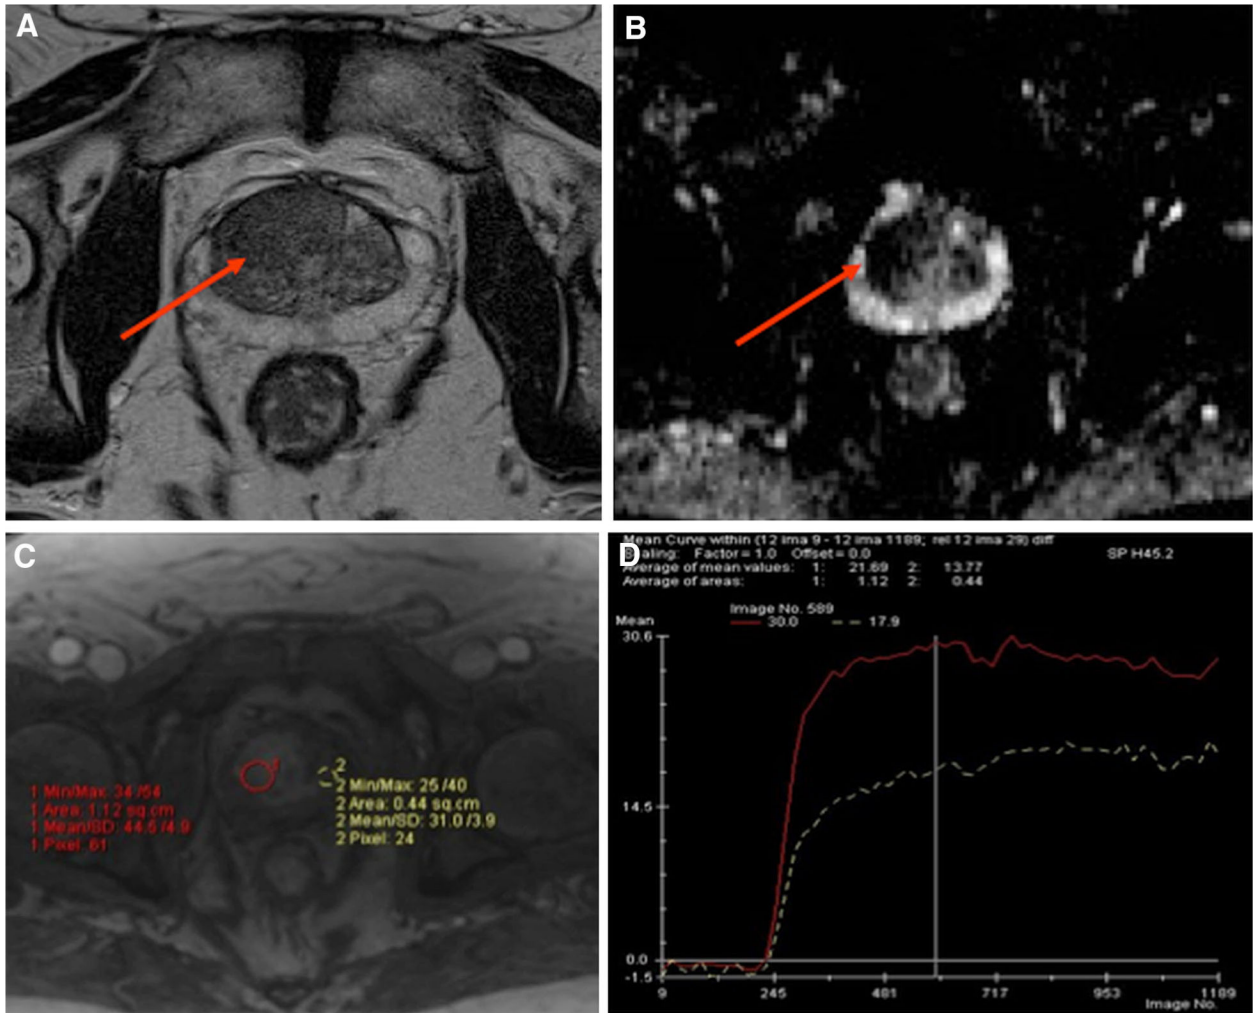 A
B
C
1 Min/Max: 34 /54
1 Area: 1.12 sq.cm
1 Mean/SD: 44.5 /4.9
1 Pixel: 61
1
2
2 Min/Max: 25 /40
2 Area: 0.44 sq.cm
2 Mean/SD: 31.0 /3.9
2 Pixel: 24
D
Mean Curve within (12 ima 9 - 12 ima 1189; rel 12 ima 29) diff
Scaling: Factor = 1.0 Offset = 0.0 SP H45.2
Average of mean values: 1: 21.69 2: 13.77
Average of areas: 1: 1.12 2: 0.44
Image No. 589
Mean 30.0 17.9
30.6
14.5
0.0
-1.5
9 245 481 717 953 1189
Image No.